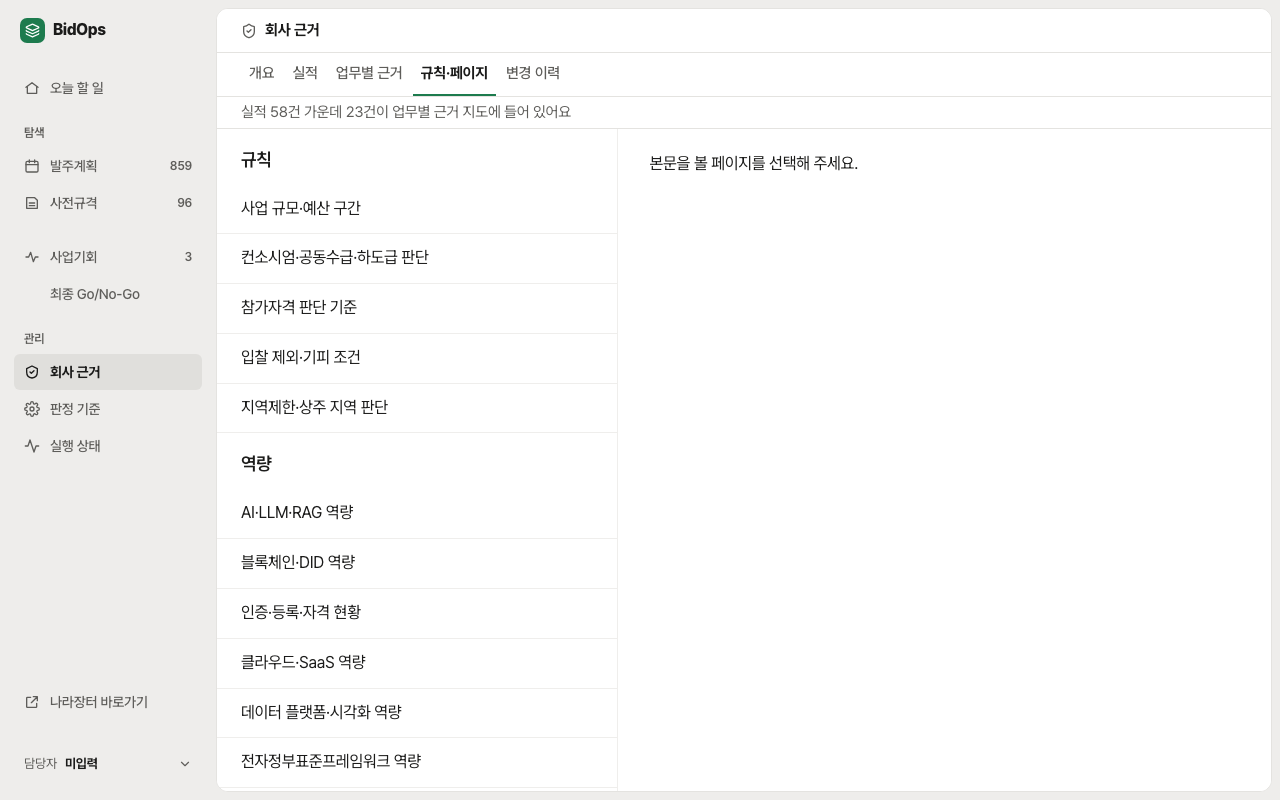 BidOps
오늘 할 일
탐색
발주계획 859
사전규격 96
사업기회 3
최종 Go/No-Go
관리
회사 근거
판정 기준
실행 상태
나라장터 바로가기
담당자 미입력
회사 근거
개요 실적 업무별 근거 규칙·페이지 변경 이력
실적 58건 가운데 23건이 업무별 근거 지도에 들어 있어요
규칙
사업 규모·예산 구간
컨소시엄·공동수급·하도급 판단
참가자격 판단 기준
입찰 제외·기피 조건
지역제한·상주 지역 판단
역량
AI·LLM·RAG 역량
블록체인·DID 역량
인증·등록·자격 현황
클라우드·SaaS 역량
데이터 플랫폼·시각화 역량
전자정부표준프레임워크 역량
본문을 볼 페이지를 선택해 주세요.